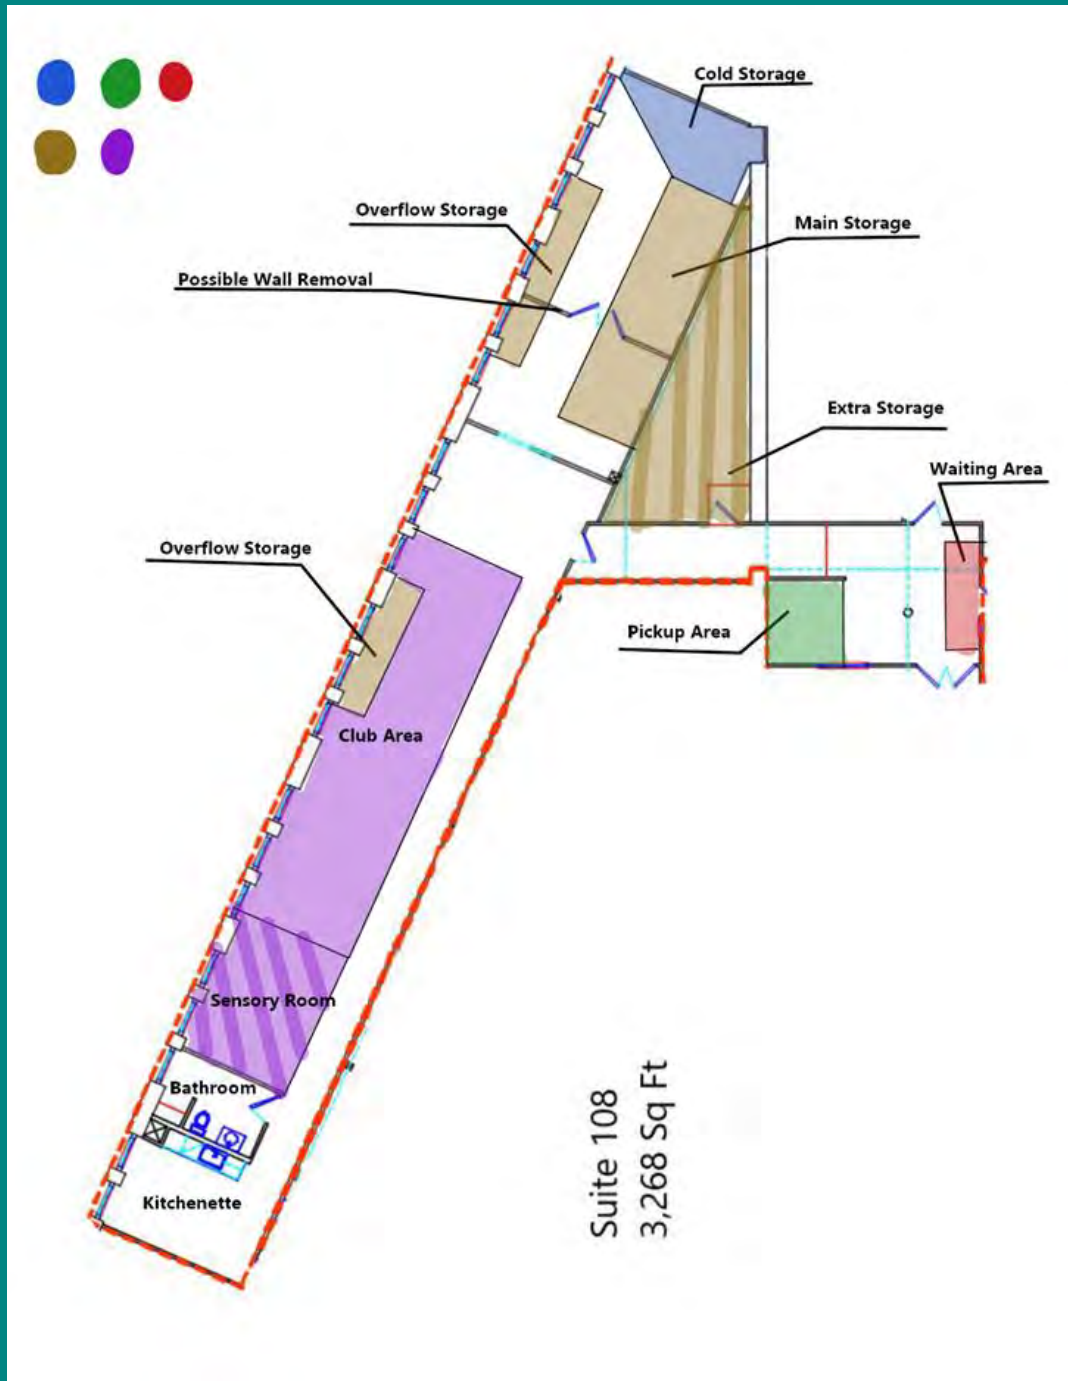 Cold Storage
Overflow Storage
Main Storage
Possible Wall Removal
Extra Storage
Waiting Area
Overflow Storage
Pickup Area
Club Area
Sensory Room
Bathroom
Kitchenette
Suite 108
3,268 Sq Ft